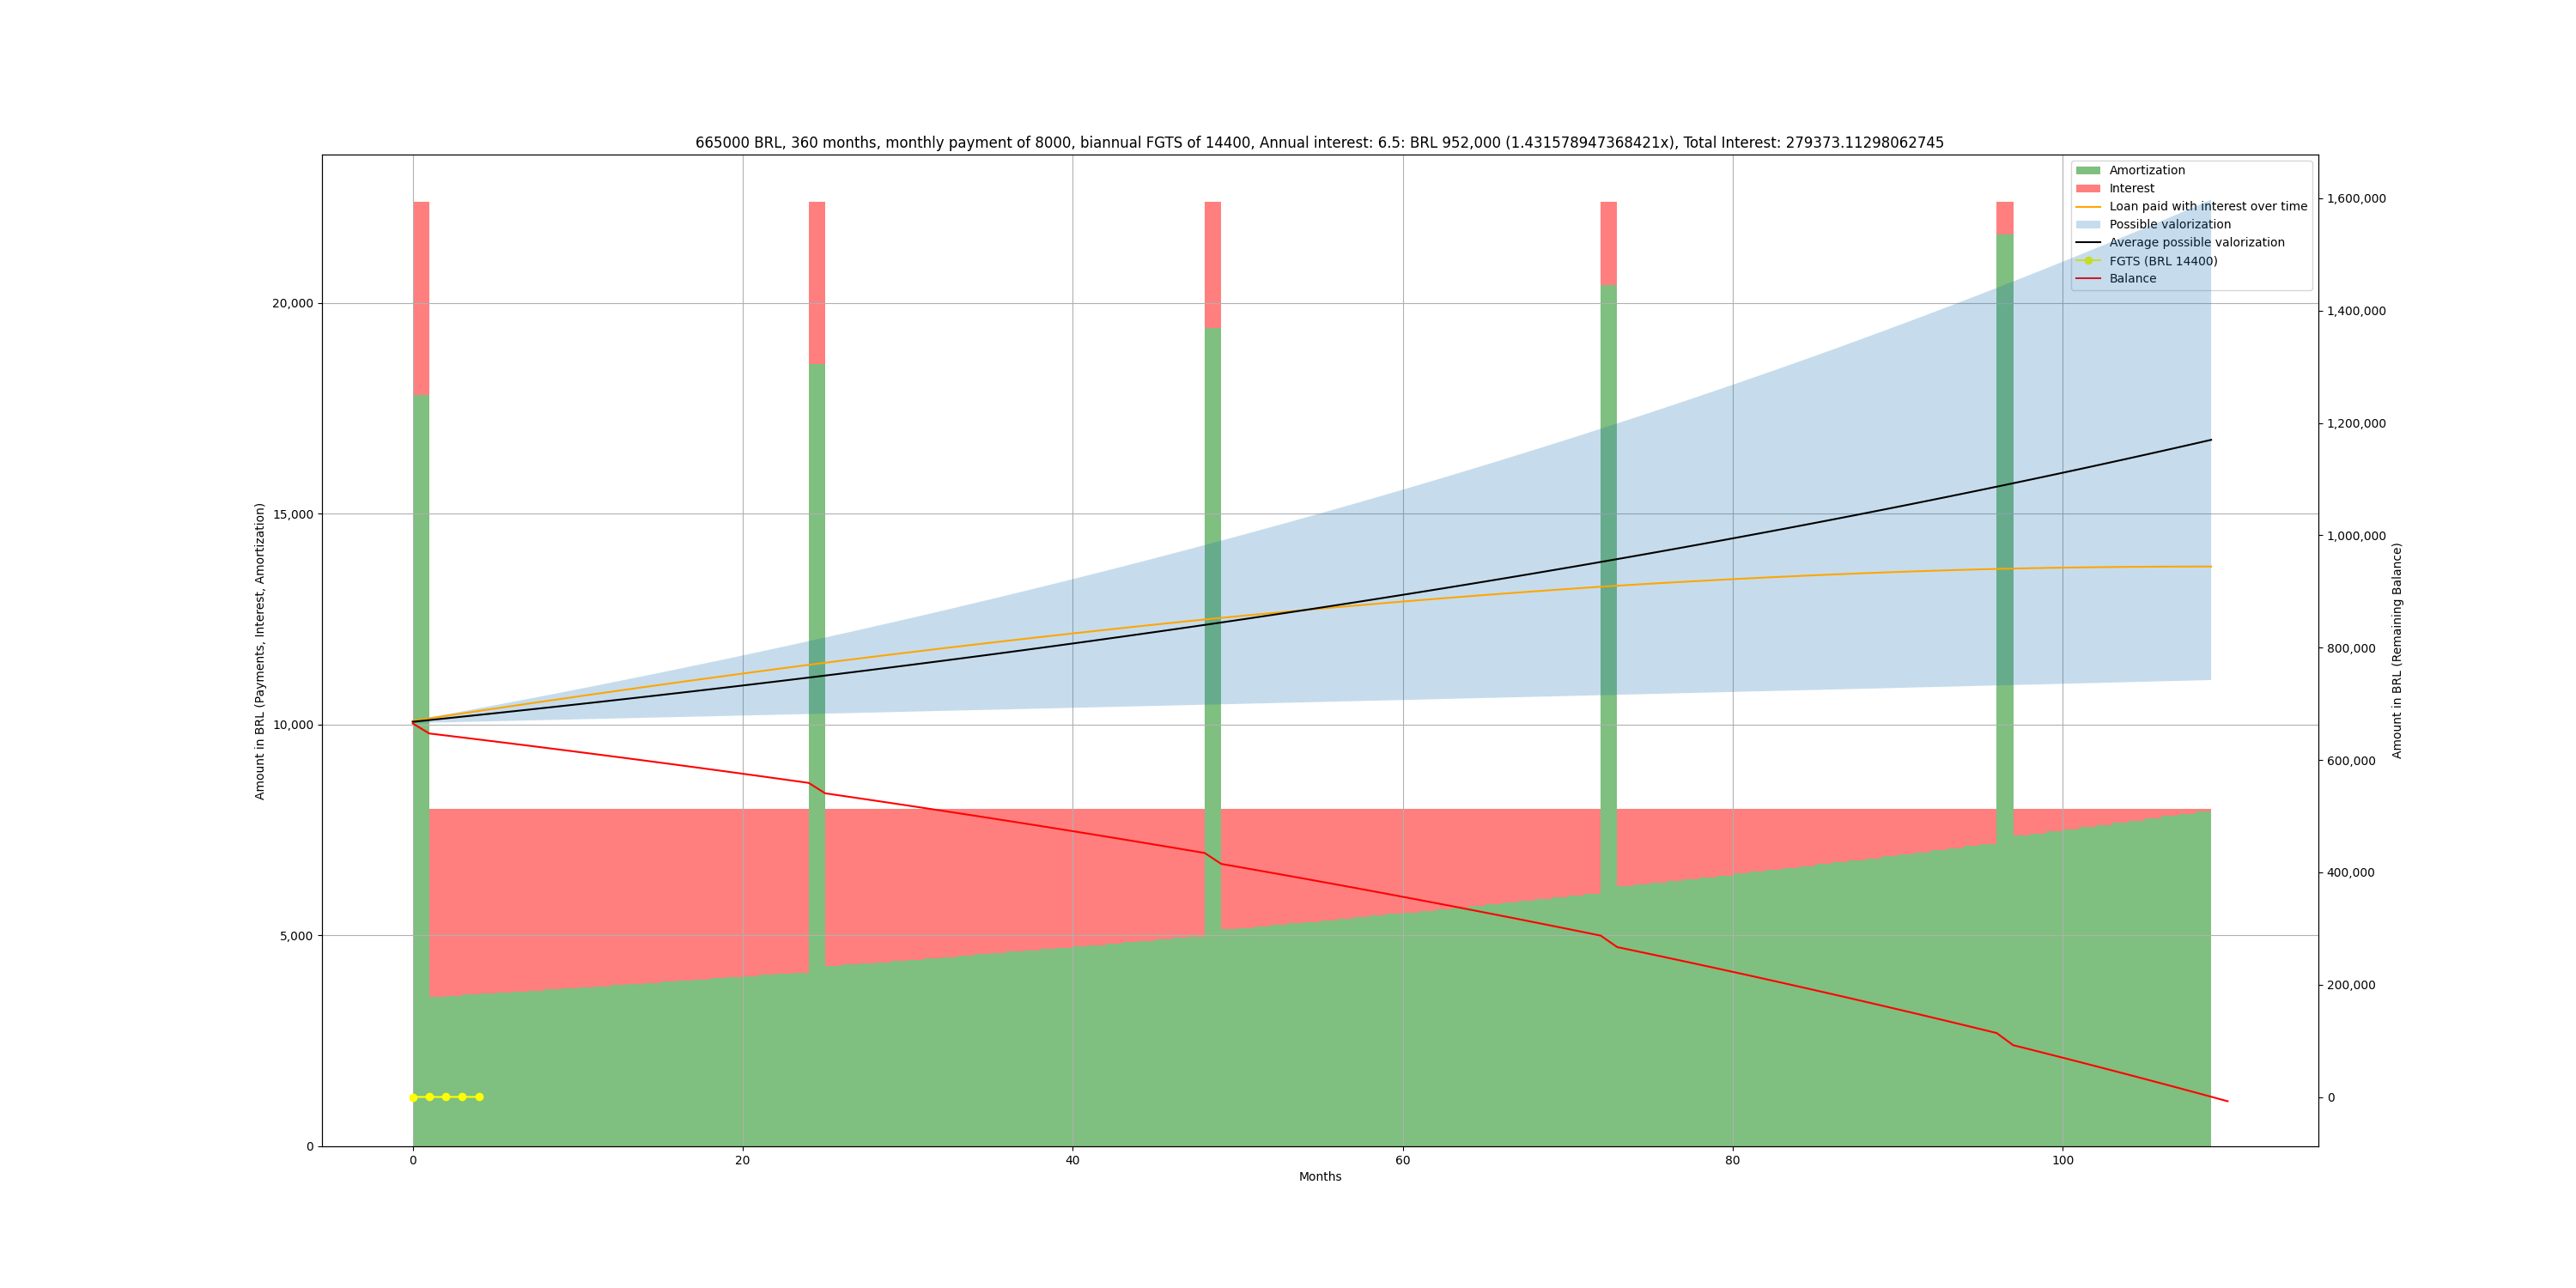 665000 BRL, 360 months, monthly payment of 8000, biannual FGTS of 14400, Annual interest: 6.5: BRL 952,000 (1.431578947368421x), Total Interest: 279373.11298062745
Amortization
Interest
Loan paid with interest over time
Possible valorization
Average possible valorization
FGTS (BRL 14400)
Balance
Amount in BRL (Payments, Interest, Amortization)
20,000
15,000
10,000
5,000
0
1,600,000
1,400,000
1,200,000
1,000,000
800,000
600,000
400,000
200,000
0
Amount in BRL (Remaining Balance)
0
20
40
60
80
100
Months